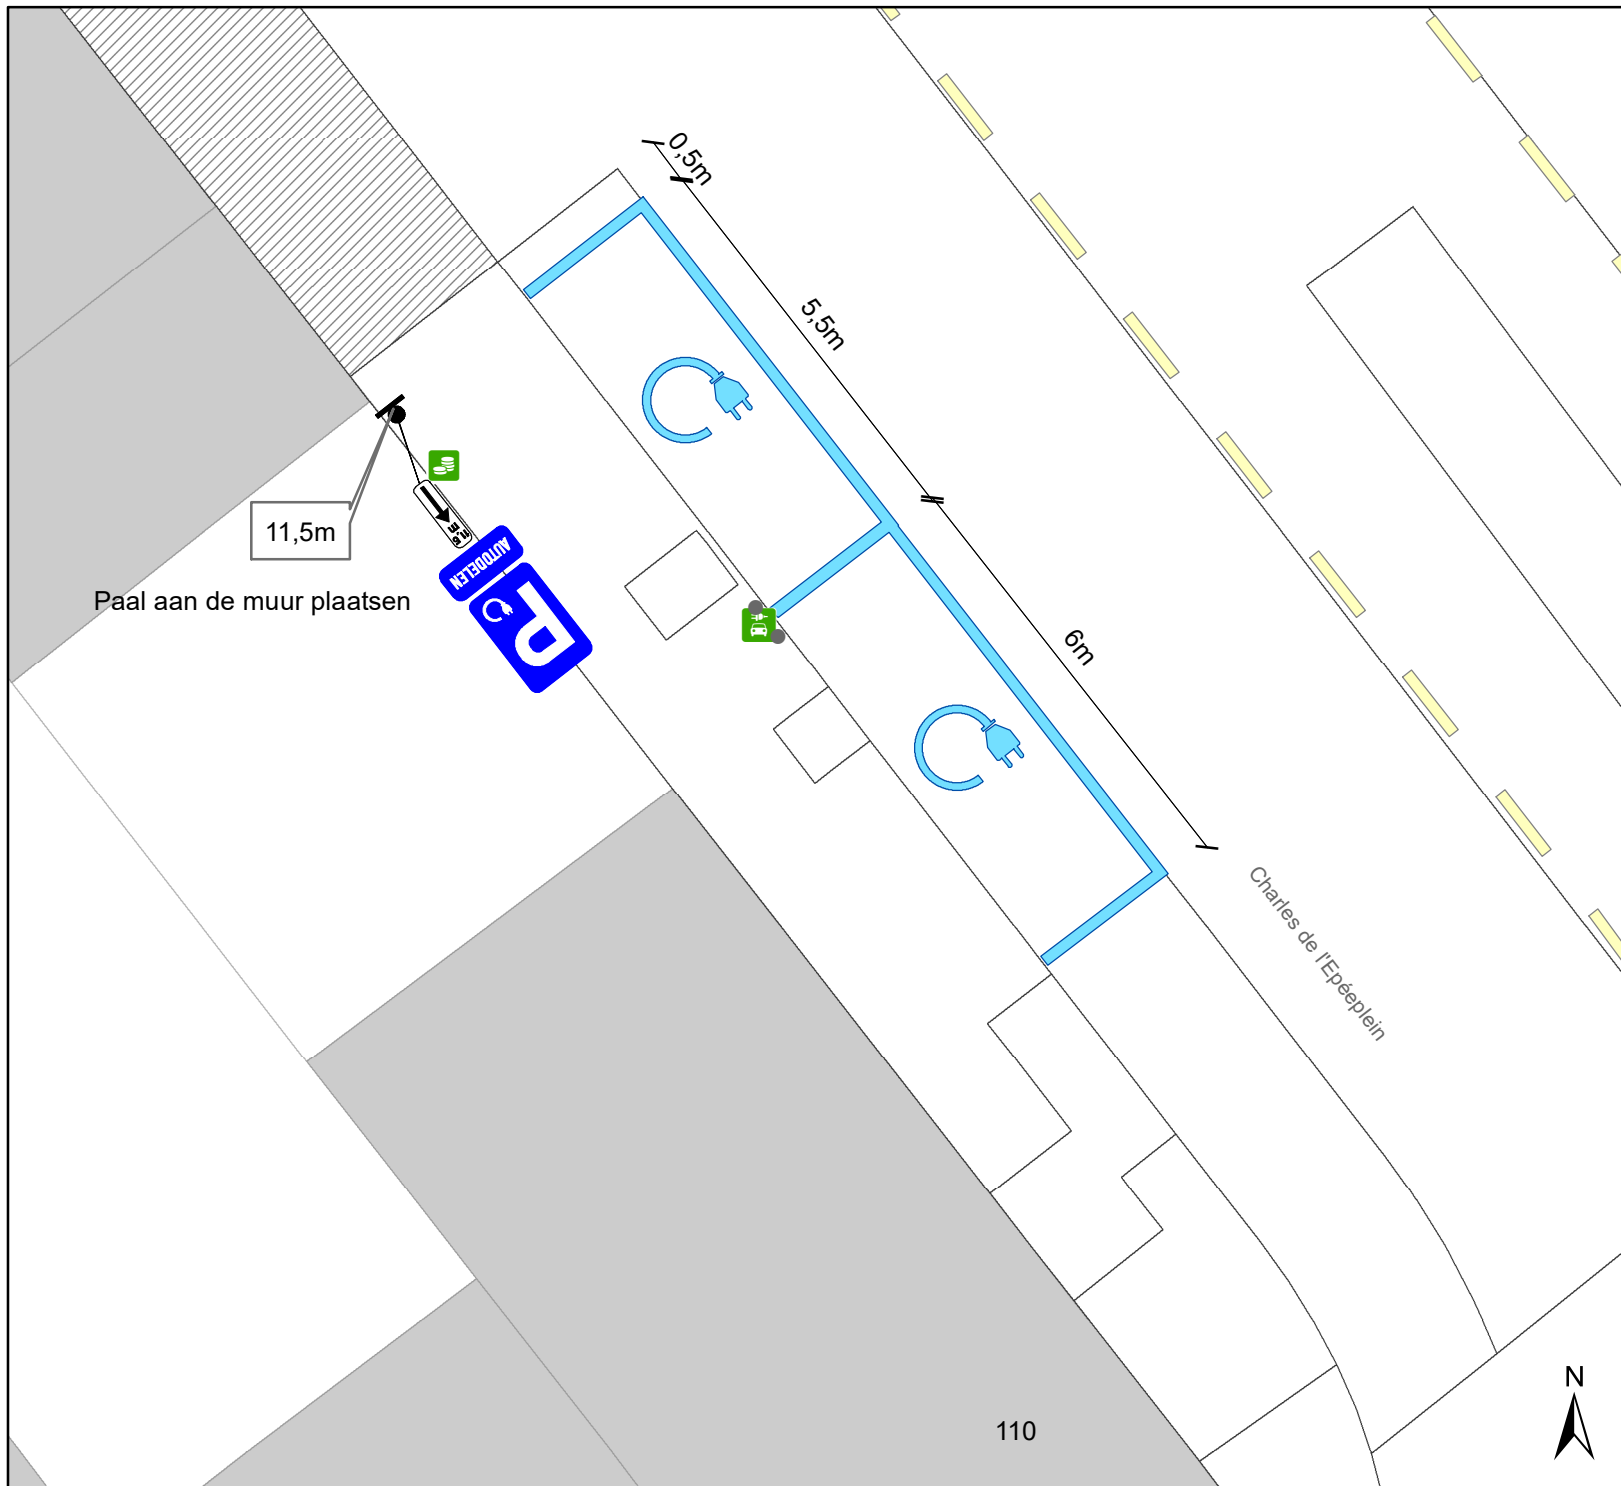 0,5m
5,5m
6m
11,5m
Paal aan de muur plaatsen
AUTODELEN
P
Charles de l'Epéeplein
110
N